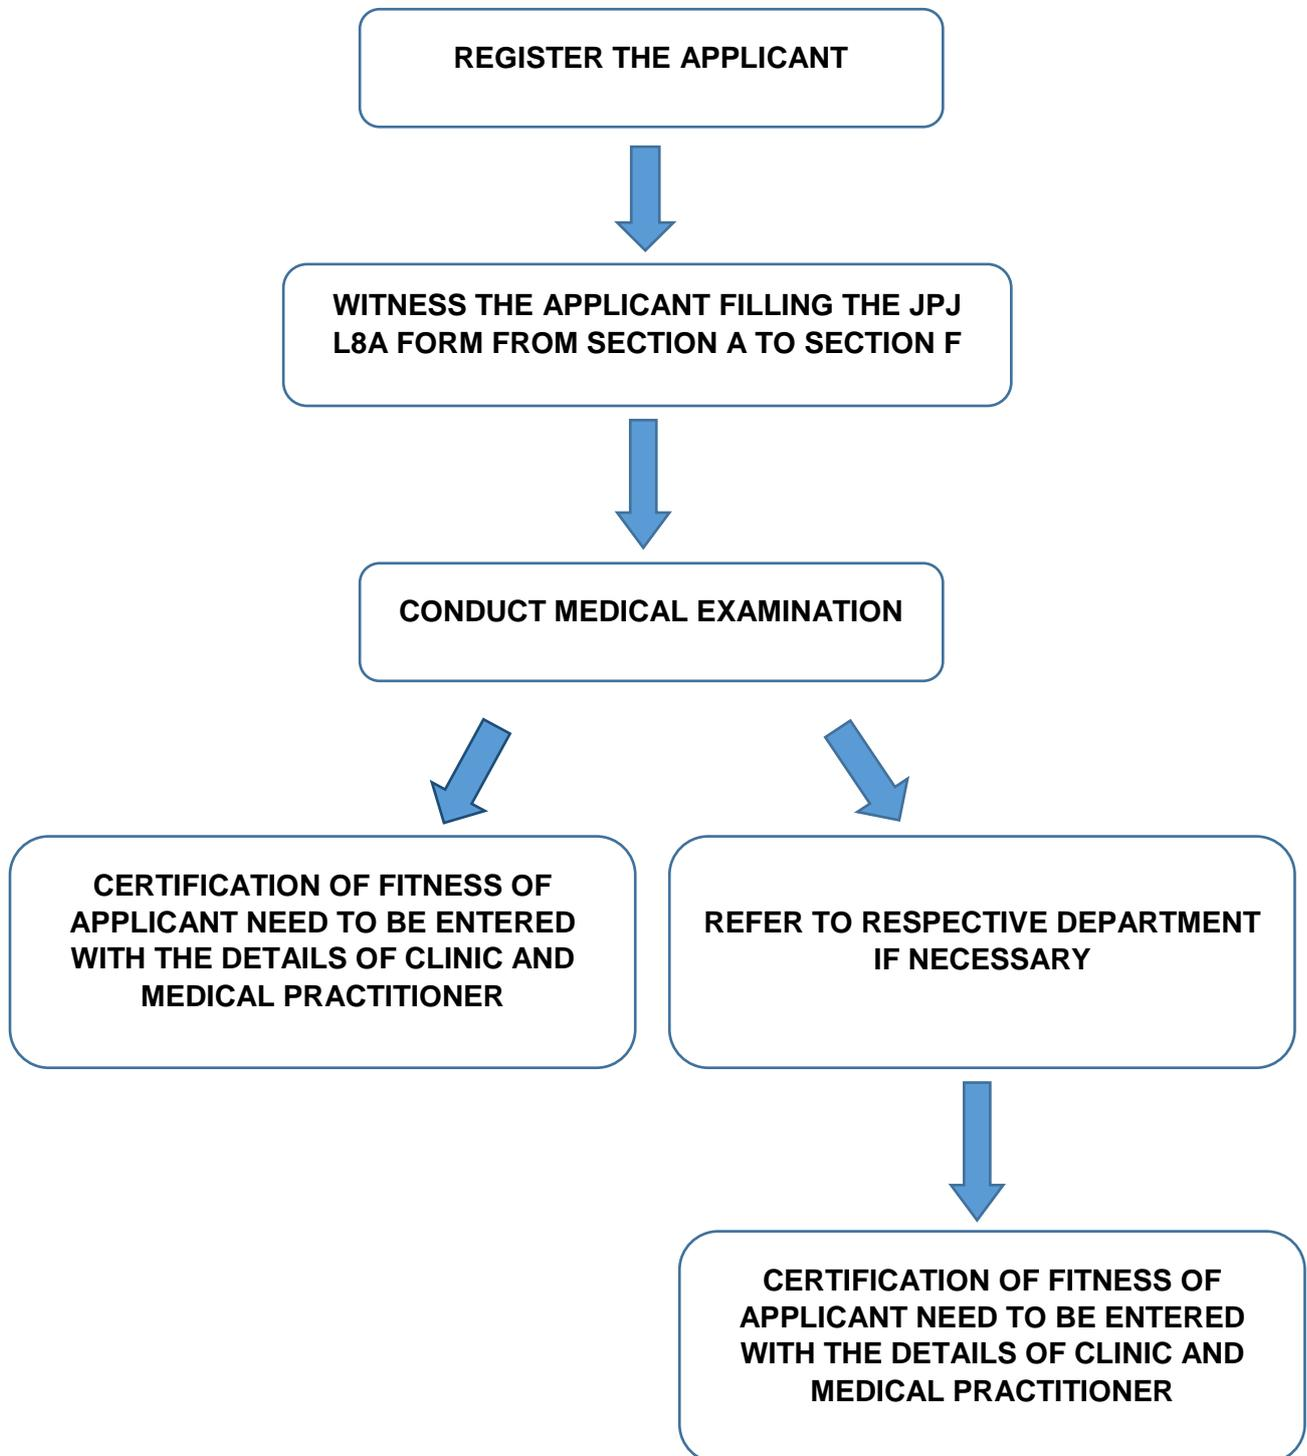 REGISTER THE APPLICANT
WITNESS THE APPLICANT FILLING THE JPJ
L8A FORM FROM SECTION A TO SECTION F
CONDUCT MEDICAL EXAMINATION
CERTIFICATION OF FITNESS OF
APPLICANT NEED TO BE ENTERED
WITH THE DETAILS OF CLINIC AND
MEDICAL PRACTITIONER
REFER TO RESPECTIVE DEPARTMENT
IF NECESSARY
CERTIFICATION OF FITNESS OF
APPLICANT NEED TO BE ENTERED
WITH THE DETAILS OF CLINIC AND
MEDICAL PRACTITIONER